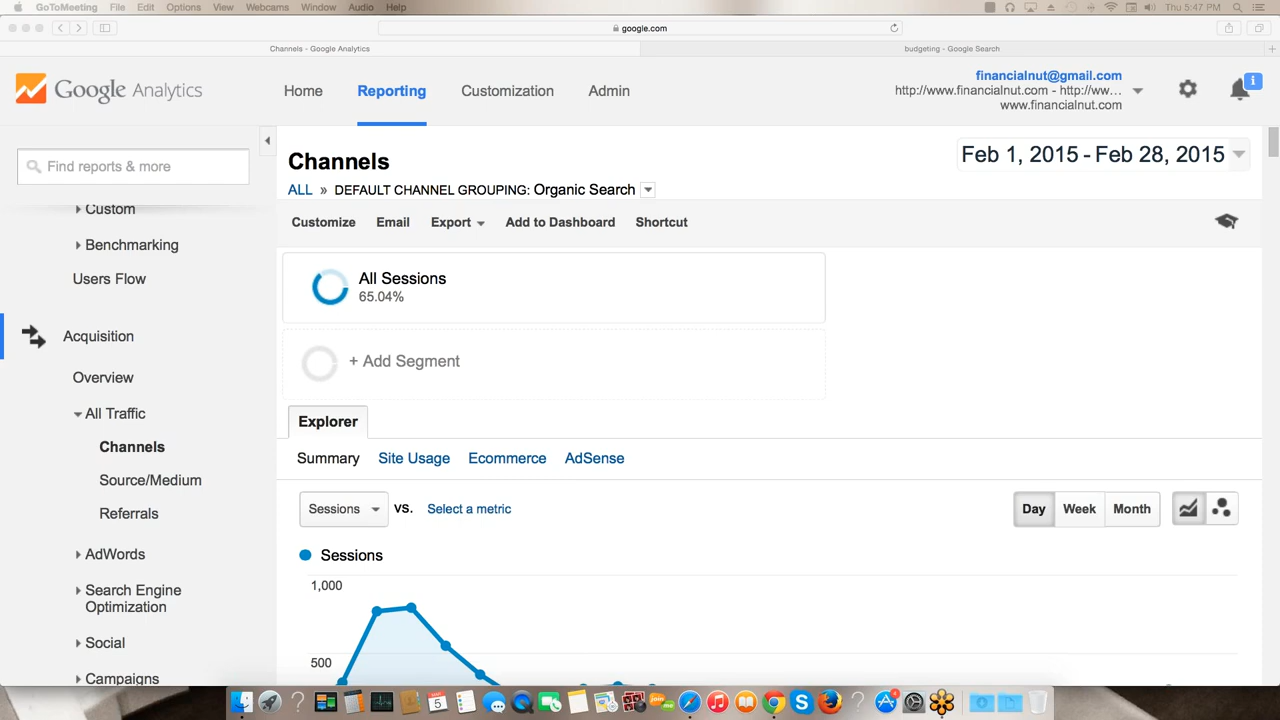 GoToMeeting File Edit Options View Webcams Window Audio Help Thu 5:47 PM
google.com
Channels - Google Analytics budgeting - Google Search
Google Analytics Home Reporting Customization Admin
financialnut@gmail.com
http://www.financialnut.com - http://ww...
www.financialnut.com
i
Find reports & more
Custom
Benchmarking
Users Flow
Acquisition
Overview
All Traffic
Channels
Source/Medium
Referrals
AdWords
Search Engine
Optimization
Social
Campaigns
Channels
Feb 1, 2015 - Feb 28, 2015
ALL » DEFAULT CHANNEL GROUPING: Organic Search
Customize Email Export Add to Dashboard Shortcut
All Sessions
65.04%
+ Add Segment
Explorer
Summary Site Usage Ecommerce AdSense
Sessions VS. Select a metric
Day Week Month
Sessions
1,000
500